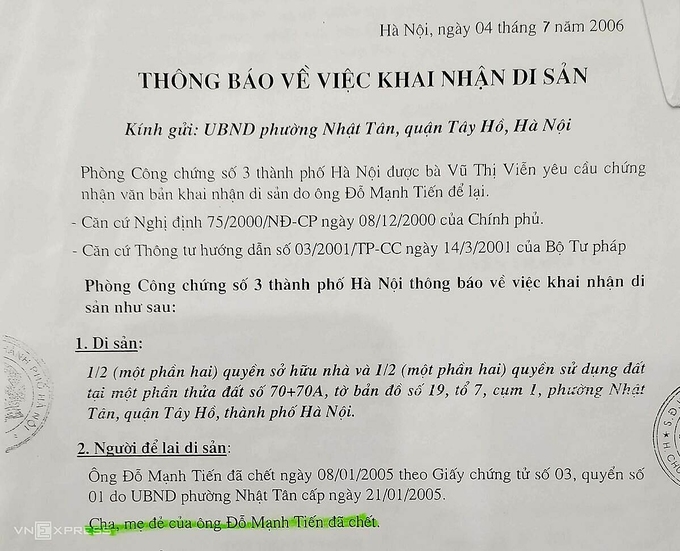 Hà Nội, ngày 04 tháng 7 năm 2006
THÔNG BÁO VỀ VIỆC KHAI NHẬN DI SẢN
Kính gửi: UBND phường Nhật Tân, quận Tây Hồ, Hà Nội
Phòng Công chứng số 3 thành phố Hà Nội được bà Vũ Thị Viễn yêu cầu chứng
nhận văn bản khai nhận di sản do ông Đỗ Mạnh Tiến để lại.
- Căn cứ Nghị định 75/2000/NĐ-CP ngày 08/12/2000 của Chính phủ.
- Căn cứ Thông tư hướng dẫn số 03/2001/TP-CC ngày 14/3/2001 của Bộ Tư pháp
Phòng Công chứng số 3 thành phố Hà Nội thông báo về việc khai nhận di
sản như sau:
1. Di sản:
1/2 (một phần hai) quyền sở hữu nhà và 1/2 (một phần hai) quyền sử dụng đất
tại một phần thửa đất số 70+70A, tờ bản đồ số 19, tổ 7, cụm 1, phường Nhật
Tân, quận Tây Hồ, thành phố Hà Nội.
2. Người để lại di sản:
Ông Đỗ Mạnh Tiến đã chết ngày 08/01/2005 theo Giấy chứng tử số 03, quyển số
01 do UBND phường Nhật Tân cấp ngày 21/01/2005.
Cha, mẹ đẻ của ông Đỗ Mạnh Tiến đã chết.
VNEXPRESS